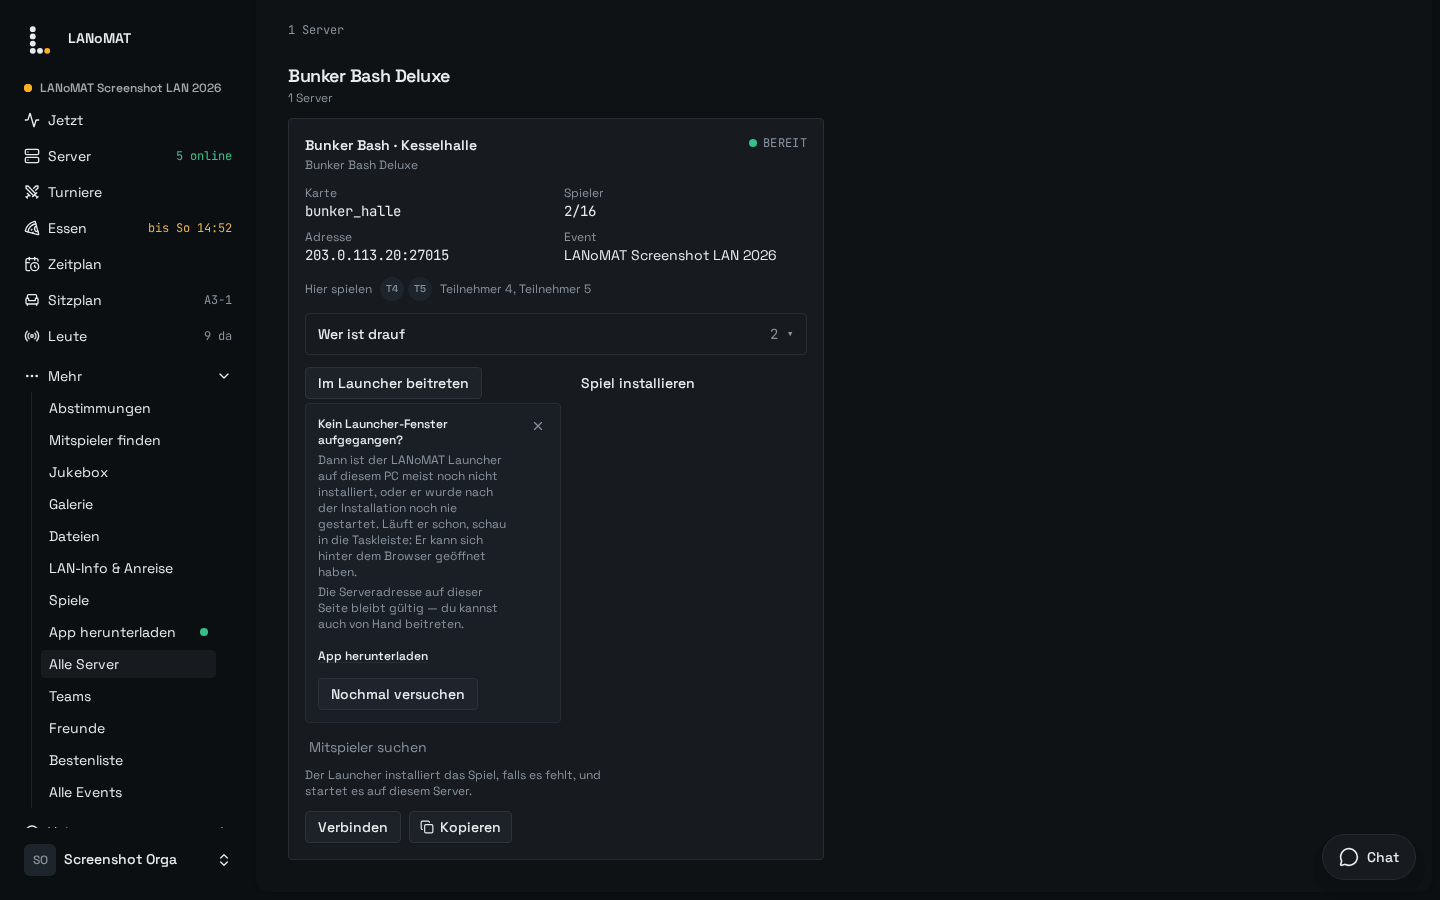 LANoMAT
LANoMAT Screenshot LAN 2026
Jetzt
Server 5 online
Turniere
Essen bis So 14:52
Zeitplan
Sitzplan A3-1
Leute 9 da
Mehr
Abstimmungen
Mitspieler finden
Jukebox
Galerie
Dateien
LAN-Info & Anreise
Spiele
App herunterladen
Alle Server
Teams
Freunde
Bestenliste
Alle Events
SO Screenshot Orga
1 Server
Bunker Bash Deluxe
1 Server
Bunker Bash · Kesselhalle BEREIT
Bunker Bash Deluxe
Karte Spieler
bunker_halle 2/16
Adresse Event
203.0.113.20:27015 LANoMAT Screenshot LAN 2026
Hier spielen T4 T5 Teilnehmer 4, Teilnehmer 5
Wer ist drauf 2
Im Launcher beitreten Spiel installieren
Kein Launcher-Fenster
aufgegangen?
Dann ist der LANoMAT Launcher
auf diesem PC meist noch nicht
installiert, oder er wurde nach
der Installation noch nie
gestartet. Läuft er schon, schau
in die Taskleiste: Er kann sich
hinter dem Browser geöffnet
haben.
Die Serveradresse auf dieser
Seite bleibt gültig — du kannst
auch von Hand beitreten.
App herunterladen
Nochmal versuchen
Mitspieler suchen
Der Launcher installiert das Spiel, falls es fehlt, und
startet es auf diesem Server.
Verbinden Kopieren
Chat